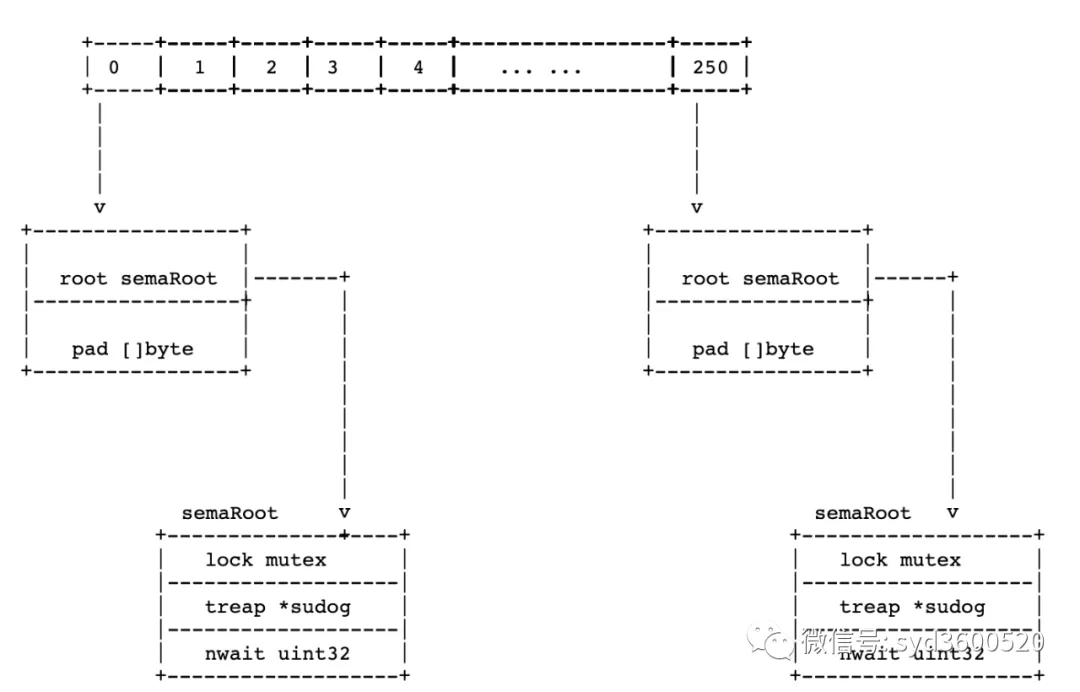 0 1 2 3 4 ... ... 250
root semaRoot
pad []byte
root semaRoot
pad []byte
semaRoot
lock mutex
treap *sudog
nwait uint32
semaRoot
lock mutex
treap *sudog
nwait uint32
微信号: syd3600520